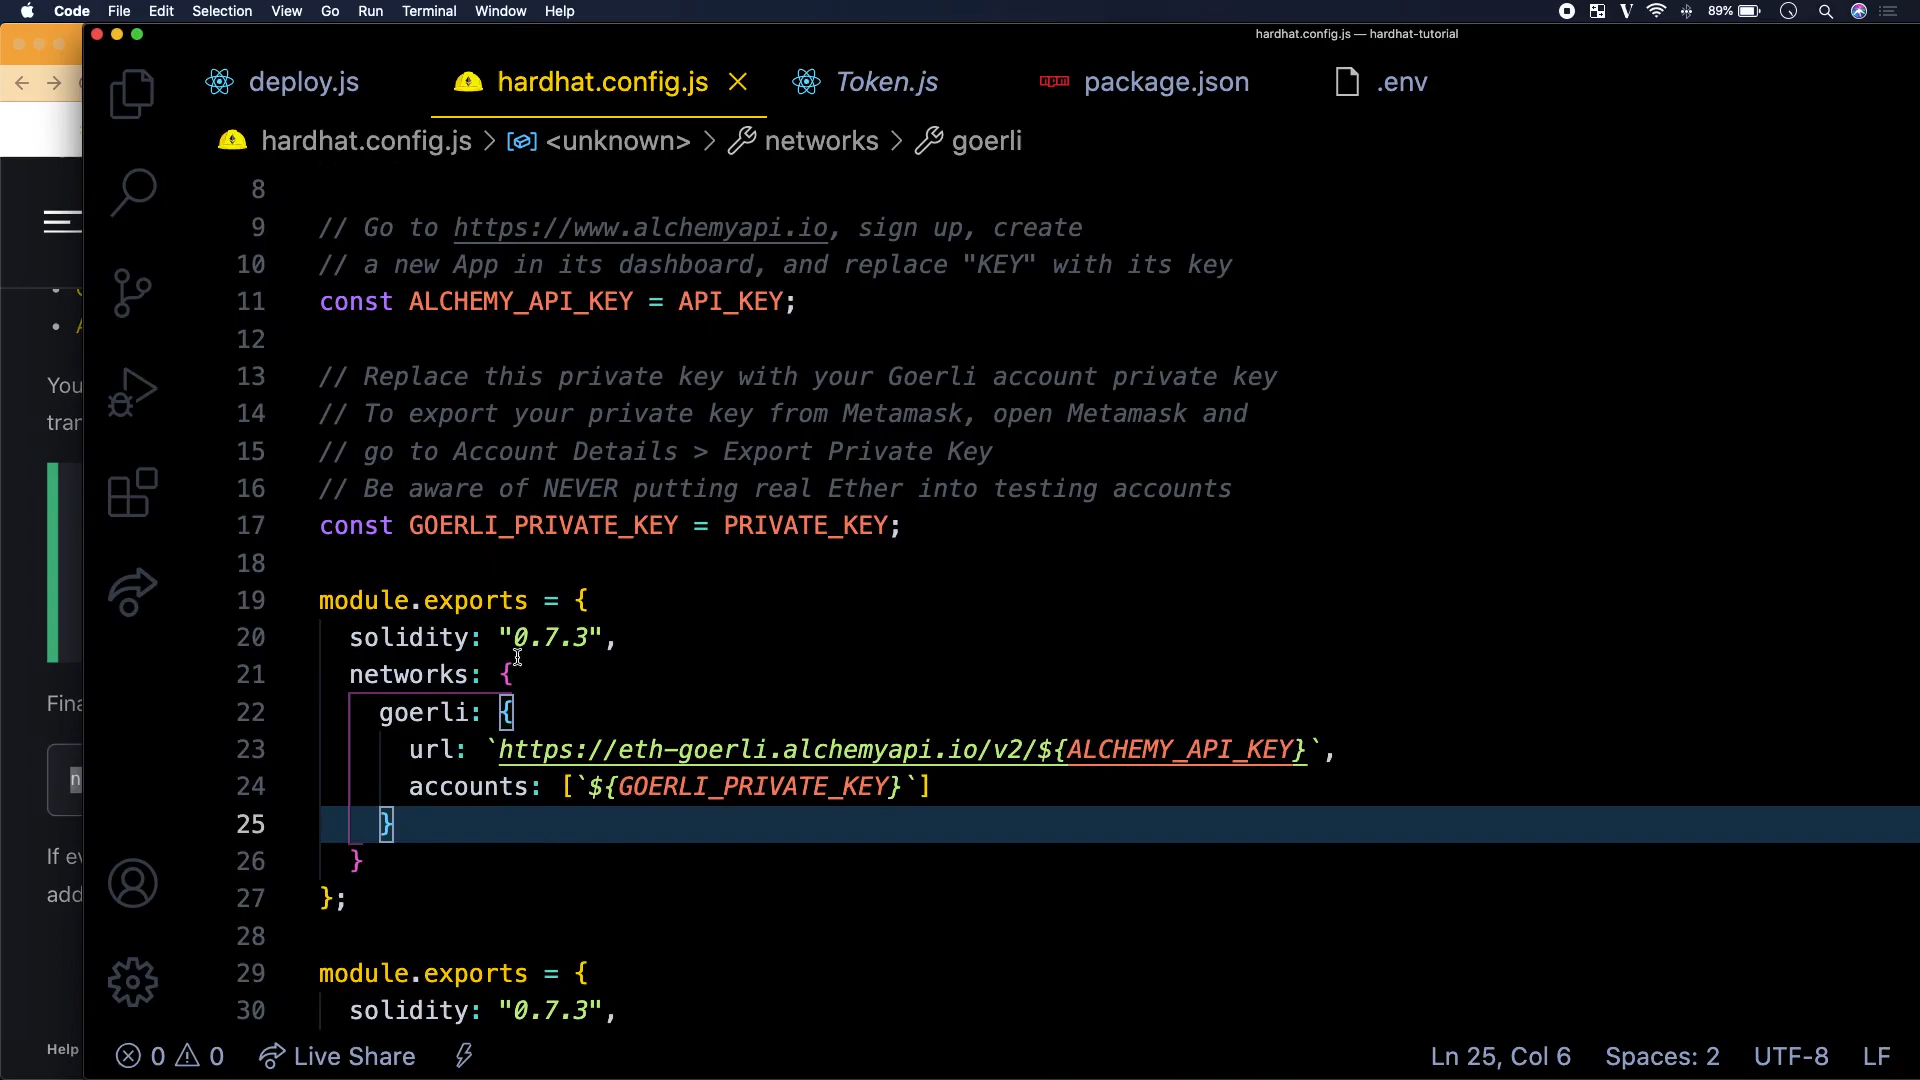 Code File Edit Selection View Go Run Terminal Window Help 89%
hardhat.config.js — hardhat-tutorial
deploy.js hardhat.config.js Token.js package.json .env
hardhat.config.js > <unknown> > networks > goerli
8
9 // Go to https://www.alchemyapi.io, sign up, create
10 // a new App in its dashboard, and replace "KEY" with its key
11 const ALCHEMY_API_KEY = API_KEY;
12
13 // Replace this private key with your Goerli account private key
14 // To export your private key from Metamask, open Metamask and
15 // go to Account Details > Export Private Key
16 // Be aware of NEVER putting real Ether into testing accounts
17 const GOERLI_PRIVATE_KEY = PRIVATE_KEY;
18
19 module.exports = {
20 solidity: "0.7.3",
21 networks: {
22 goerli: {
23 url: `https://eth-goerli.alchemyapi.io/v2/${ALCHEMY_API_KEY}`,
24 accounts: [`${GOERLI_PRIVATE_KEY}`]
25 }
26 }
27 };
28
29 module.exports = {
30 solidity: "0.7.3",
0 0 Live Share Ln 25, Col 6 Spaces: 2 UTF-8 LF
You
Help